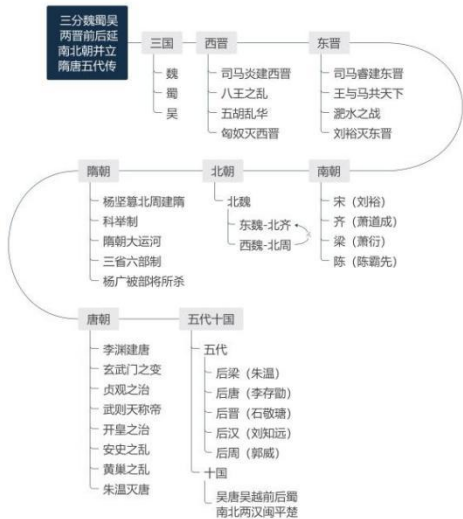 三分魏蜀吴
两晋前后延
南北朝并立
隋唐五代传
三国
魏
蜀
吴
西晋
司马炎建西晋
八王之乱
五胡乱华
匈奴灭西晋
东晋
司马睿建东晋
王与马共天下
淝水之战
刘裕灭东晋
南朝
宋（刘裕）
齐（萧道成）
梁（萧衍）
陈（陈霸先）
北朝
北魏
东魏-北齐
西魏-北周
隋朝
杨坚篡北周建隋
科举制
隋朝大运河
三省六部制
杨广被部将所杀
唐朝
李渊建唐
玄武门之变
贞观之治
武则天称帝
开皇之治
安史之乱
黄巢之乱
朱温灭唐
五代十国
五代
后梁（朱温）
后唐（李存勖）
后晋（石敬瑭）
后汉（刘知远）
后周（郭威）
十国
吴唐吴越前后蜀
南北两汉闽平楚